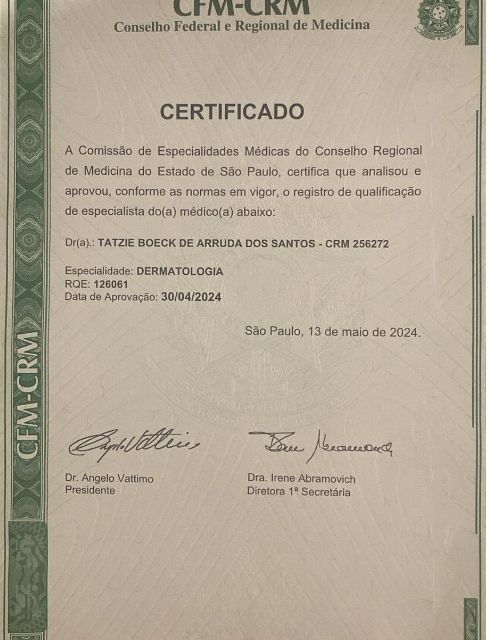 CFM-CRM
Conselho Federal e Regional de Medicina
CERTIFICADO
A Comissão de Especialidades Médicas do Conselho Regional
de Medicina do Estado de São Paulo, certifica que analisou e
aprovou, conforme as normas em vigor, o registro de qualificação
de especialista do(a) médico(a) abaixo:
Dr(a).: TATZIE BOECK DE ARRUDA DOS SANTOS - CRM 256272
Especialidade: DERMATOLOGIA
RQE: 126061
Data de Aprovação: 30/04/2024
São Paulo, 13 de maio de 2024.
Dr. Angelo Vattimo
Presidente
Dra. Irene Abramovich
Diretora 1ª Secretária
CFM-CRM